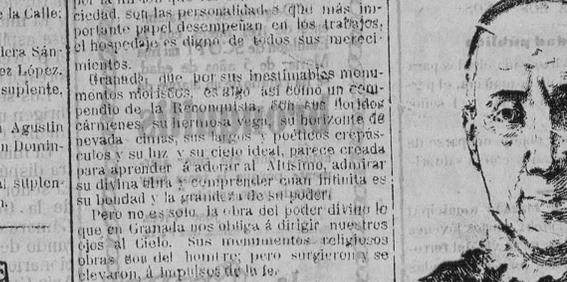 e la Calle;
lera Sán-
ez López.
suplente,
Agustin
n Domin-
al suplen-
ciedad, son las personalidades que más im-
portante papel desempeñan en los trabajos,
el hospedaje es digno de todos sus mereci-
mientos.
Granada, que por sus inestimables monu-
mentos moriscos, es algo así como un com-
pendio de la Reconquista, con sus floridos
cármenes, su hermosa vega, su horizonte de
nevada cimas, sus largos y poéticos crepús-
culos y su luz y su cielo ideal, parece creada
para aprender á adorar al Altísimo, admirar
su divina obra y comprender cuan infinita es
su bondad y la grandeza de su poder.
Pero no es solo la obra del poder divino lo
que en Granada nos obliga á dirigir nuestros
ojos al Cielo. Sus monumentos religiosos
obras son del hombre; pero surgieron y se
elevaron, á impulsos de la fe.